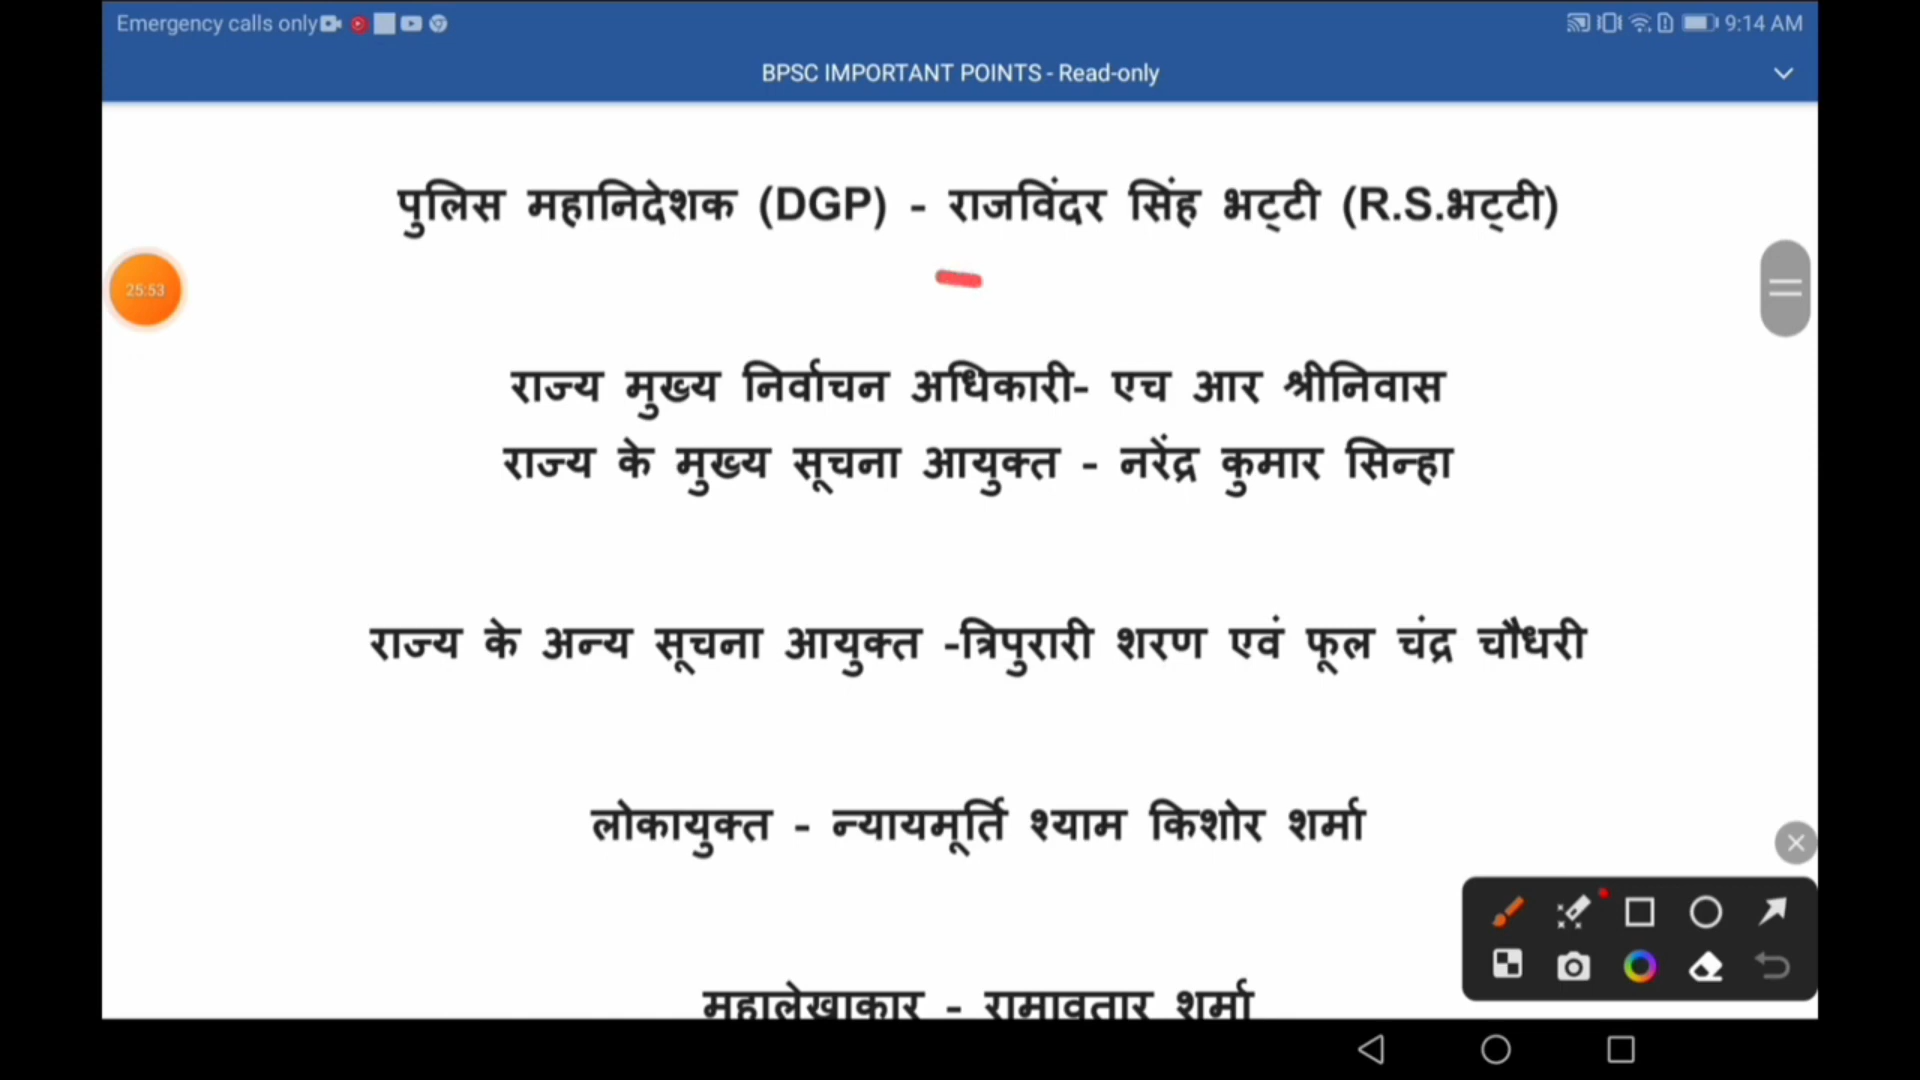 Emergency calls only
9:14 AM
BPSC IMPORTANT POINTS - Read-only
पुलिस महानिदेशक (DGP) - राजविंदर सिंह भट्टी (R.S.भट्टी)
25:53
राज्य मुख्य निर्वाचन अधिकारी- एच आर श्रीनिवास
राज्य के मुख्य सूचना आयुक्त - नरेंद्र कुमार सिन्हा
राज्य के अन्य सूचना आयुक्त -त्रिपुरारी शरण एवं फूल चंद्र चौधरी
लोकायुक्त - न्यायमूर्ति श्याम किशोर शर्मा
महालेखाकार - रामावतार शर्मा